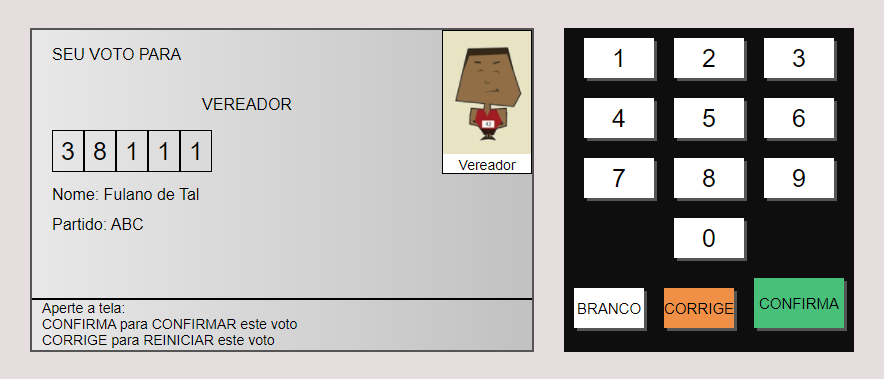 SEU VOTO PARA
VEREADOR
3 8 1 1 1
Nome: Fulano de Tal
Partido: ABC
Vereador
Aperte a tela:
CONFIRMA para CONFIRMAR este voto
CORRIGE para REINICIAR este voto
1 2 3
4 5 6
7 8 9
0
BRANCO CORRIGE CONFIRMA